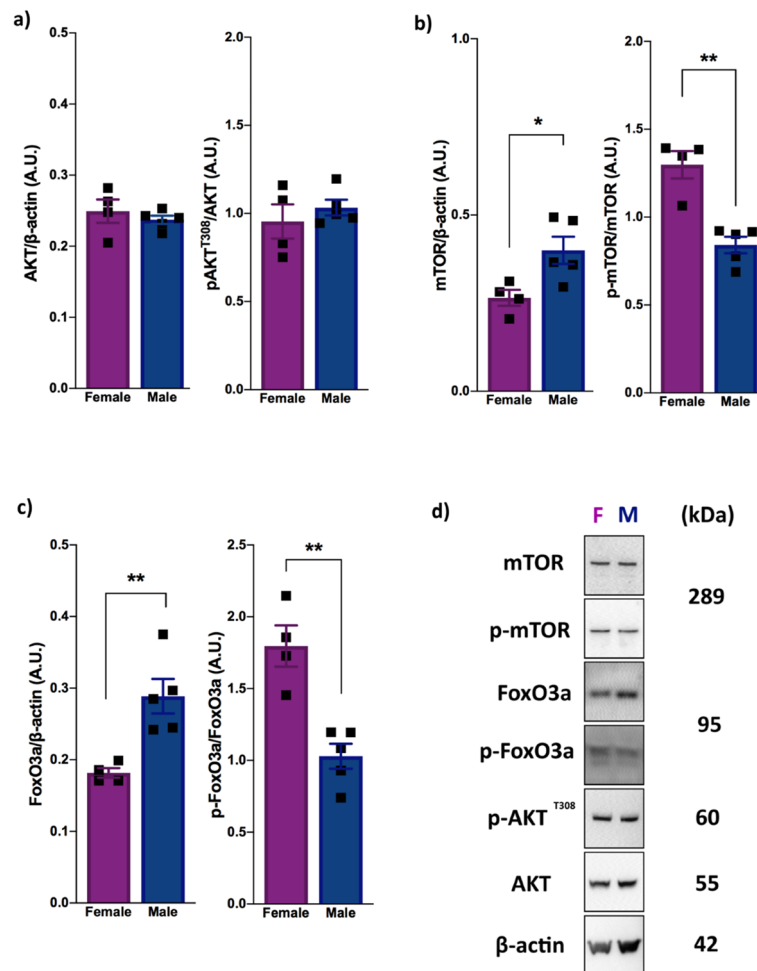 a)
AKT/β-actin (A.U.)
0.5
0.4
0.3
0.2
0.1
0.0
Female Male
pAKT^T308/AKT (A.U.)
2.0
1.5
1.0
0.5
0.0
Female Male
b)
mTOR/β-actin (A.U.)
1.0
0.5
0.0
*
Female Male
p-mTOR/mTOR (A.U.)
2.0
1.5
1.0
0.5
0.0
**
Female Male
c)
FoxO3a/β-actin (A.U.)
0.5
0.4
0.3
0.2
0.1
0.0
**
Female Male
p-FoxO3a/FoxO3a (A.U.)
2.5
2.0
1.5
1.0
0.5
0.0
**
Female Male
d)
F M (kDa)
mTOR
289
p-mTOR
FoxO3a
95
p-FoxO3a
p-AKT T308 60
AKT 55
β-actin 42